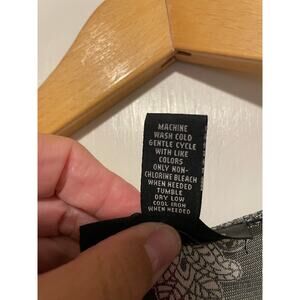 MACHINE
WASH COLD
GENTLE CYCLE
WITH LIKE
COLORS
ONLY NON-
CHLORINE BLEACH
WHEN NEEDED
TUMBLE
DRY LOW
COOL IRON
WHEN NEEDED